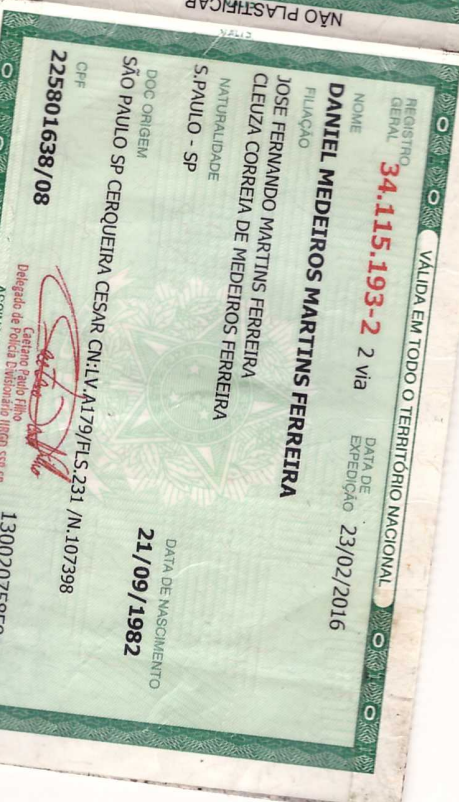 NÃO PLASTIFICAR
VÁLIDA EM TODO O TERRITÓRIO NACIONAL
REGISTRO GERAL 34.115.193-2 2 via DATA DE EXPEDIÇÃO 23/02/2016
NOME
DANIEL MEDEIROS MARTINS FERREIRA
FILIAÇÃO
JOSE FERNANDO MARTINS FERREIRA
CLEUZA CORREIA DE MEDEIROS FERREIRA
NATURALIDADE DATA DE NASCIMENTO
S.PAULO - SP 21/09/1982
DOC ORIGEM
SÃO PAULO SP CERQUEIRA CESAR CN:LV.A179/FLS.231 /N.107398
CPF
225801638/08
Caetano Paulo Filho
Delegado de Polícia Divisionário IIRGD